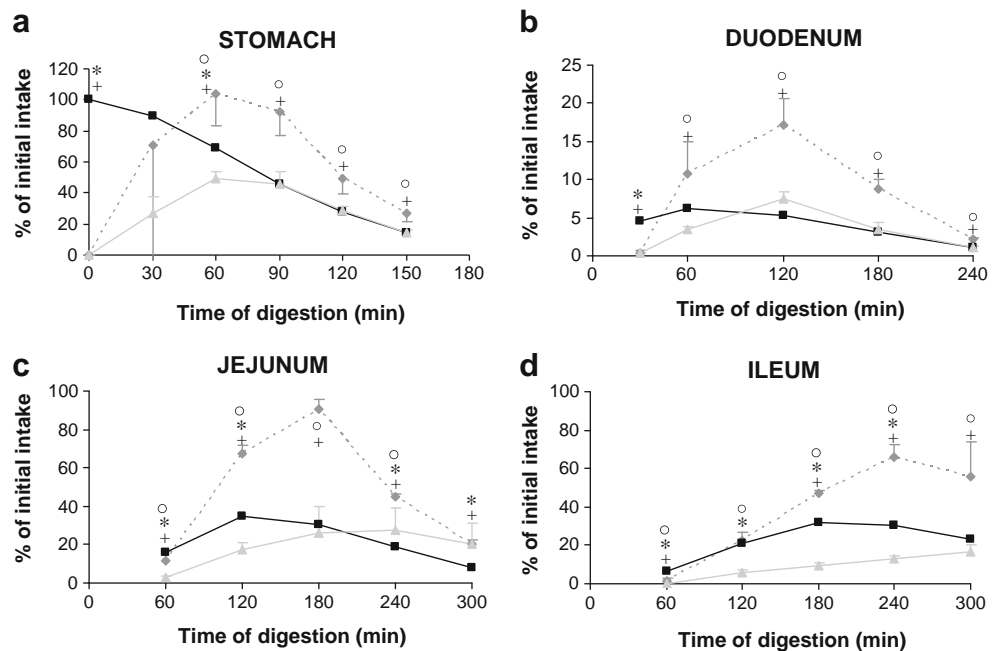 a
STOMACH
% of initial intake
120
100
80
60
40
20
0
* + ○ * + ○ + ○ + ○ +
0 30 60 90 120 150 180
Time of digestion (min)
b
DUODENUM
% of initial intake
25
20
15
10
5
0
* + ○ + ○ + ○ + ○ +
0 60 120 180 240
Time of digestion (min)
c
JEJUNUM
% of initial intake
100
80
60
40
20
0
○ * + ○ * + ○ + ○ * + * +
0 60 120 180 240 300
Time of digestion (min)
d
ILEUM
% of initial intake
100
80
60
40
20
0
○ * + ○ * ○ * + ○ * + ○ +
0 60 120 180 240 300
Time of digestion (min)